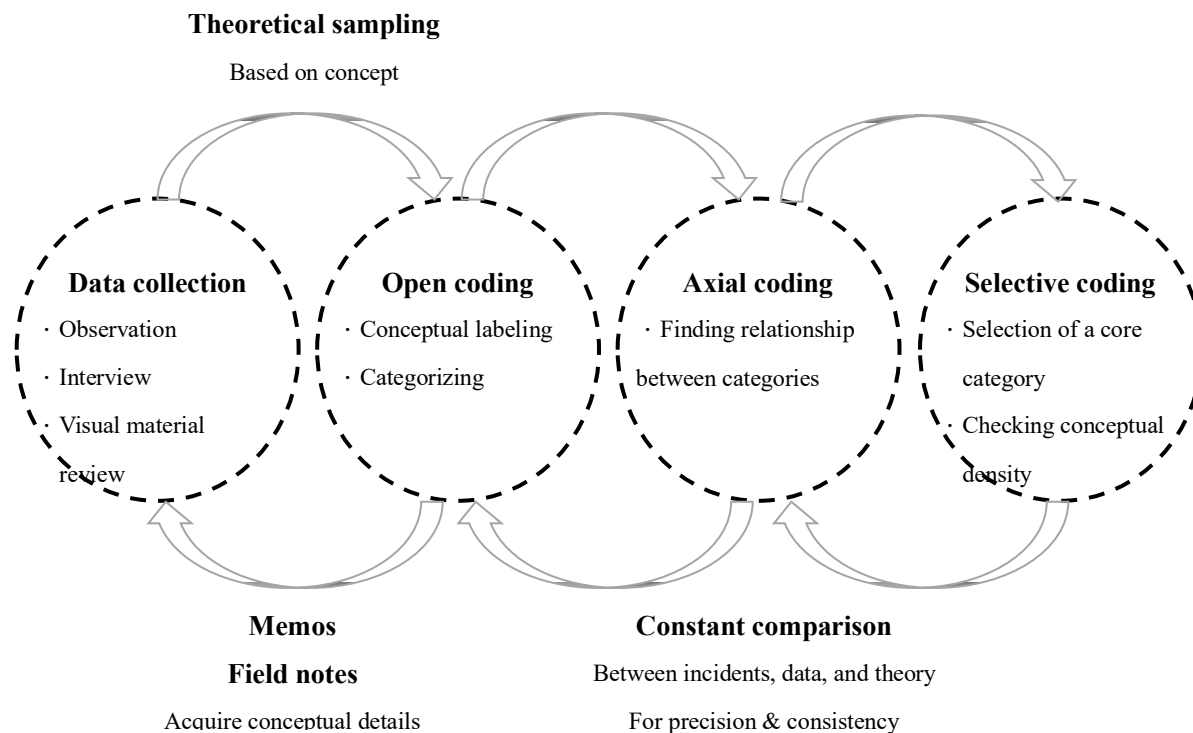 Theoretical sampling
Based on concept
Data collection
· Observation
· Interview
· Visual material
review
Open coding
· Conceptual labeling
· Categorizing
Axial coding
· Finding relationship
between categories
Selective coding
· Selection of a core
category
· Checking conceptual
density
Memos
Field notes
Acquire conceptual details
Constant comparison
Between incidents, data, and theory
For precision & consistency